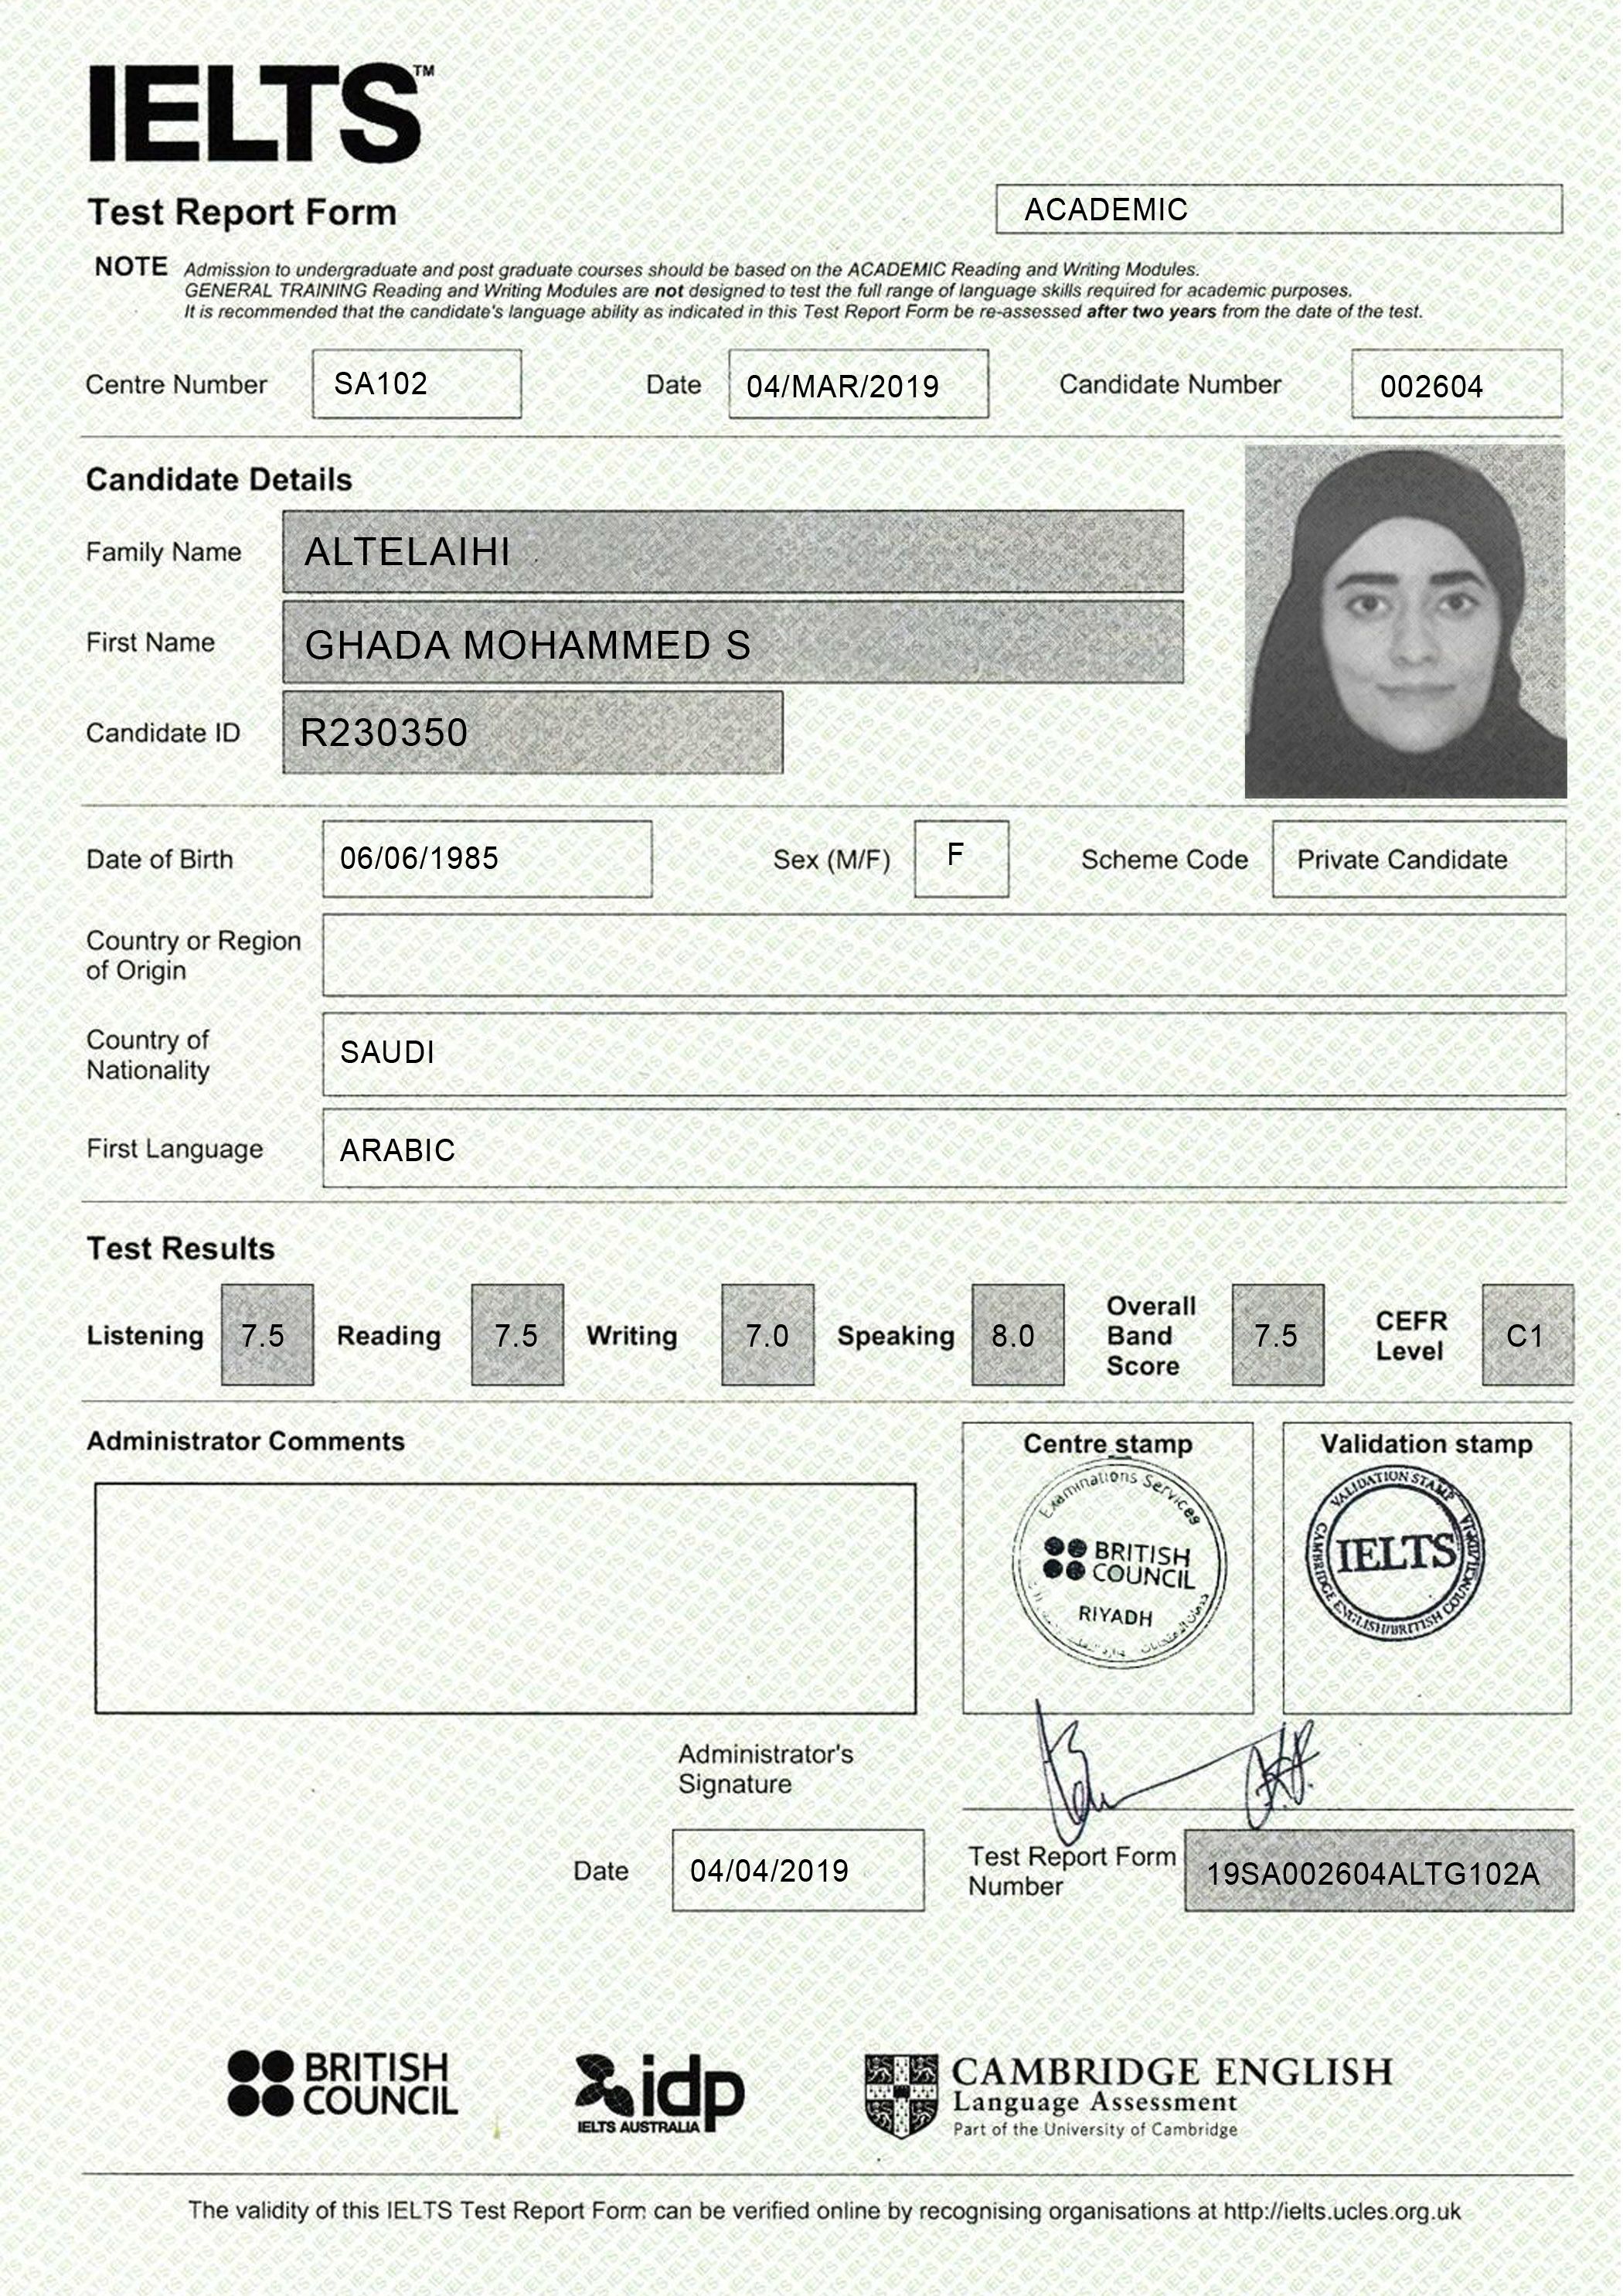 IELTS™
Test Report Form
ACADEMIC
NOTE Admission to undergraduate and post graduate courses should be based on the ACADEMIC Reading and Writing Modules.
GENERAL TRAINING Reading and Writing Modules are not designed to test the full range of language skills required for academic purposes.
It is recommended that the candidate's language ability as indicated in this Test Report Form be re-assessed after two years from the date of the test.
Centre Number SA102 Date 04/MAR/2019 Candidate Number 002604
Candidate Details
Family Name ALTELAIHI
First Name GHADA MOHAMMED S
Candidate ID R230350
Date of Birth 06/06/1985 Sex (M/F) F Scheme Code Private Candidate
Country or Region
of Origin
Country of
Nationality
SAUDI
First Language ARABIC
Test Results
Listening 7.5 Reading 7.5 Writing 7.0 Speaking 8.0 Overall Band Score 7.5 CEFR Level C1
Administrator Comments
Centre stamp
Examinations Services
BRITISH
COUNCIL
RIYADH
Validation stamp
VALIDATION STAMP
IELTS
CAMBRIDGE ENGLISH/BRITISH COUNCIL/IDP:IA
Administrator's
Signature
Date 04/04/2019
Test Report Form
Number
19SA002604ALTG102A
BRITISH
COUNCIL
idp
IELTS AUSTRALIA
CAMBRIDGE ENGLISH
Language Assessment
Part of the University of Cambridge
The validity of this IELTS Test Report Form can be verified online by recognising organisations at http://ielts.ucles.org.uk